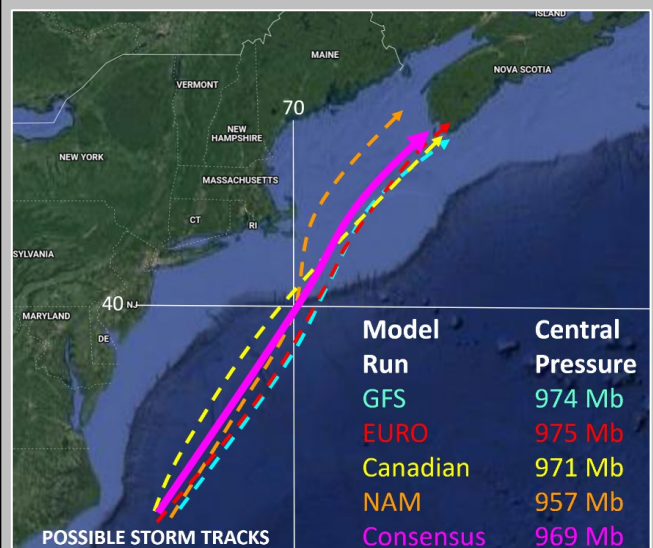 ISLAND
MAINE
NOVA SCOTIA
VERMONT
70
NEW
HAMPSHIRE
NEW YORK
MASSACHUSETTS
CT
RI
SYLVANIA
40 NJ
MARYLAND
DE
Model Run Central Pressure
GFS 974 Mb
EURO 975 Mb
Canadian 971 Mb
NAM 957 Mb
Consensus 969 Mb
POSSIBLE STORM TRACKS